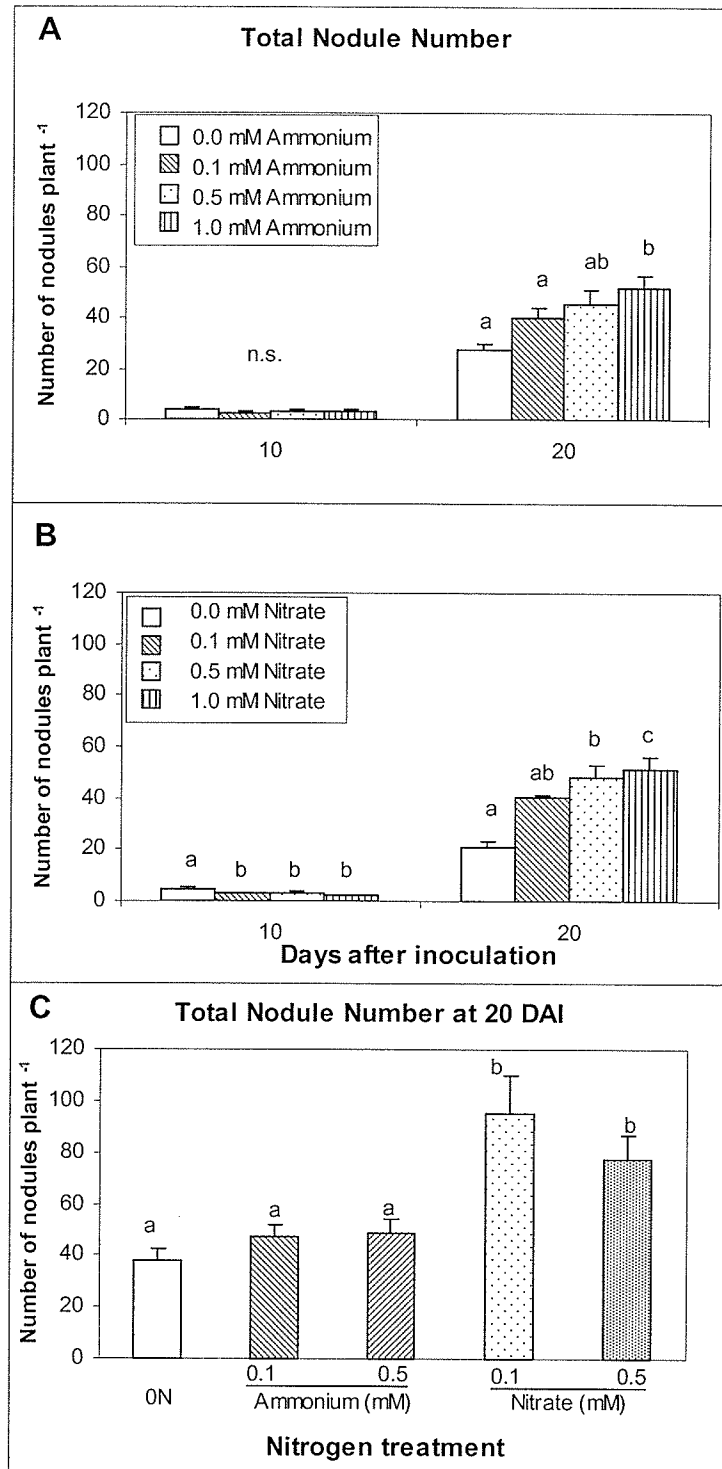 A
Total Nodule Number
Number of nodules plant -1
120
100
80
60
40
20
0
0.0 mM Ammonium
0.1 mM Ammonium
0.5 mM Ammonium
1.0 mM Ammonium
n.s.
a
a
ab
b
10
20
B
Number of nodules plant -1
120
100
80
60
40
20
0
0.0 mM Nitrate
0.1 mM Nitrate
0.5 mM Nitrate
1.0 mM Nitrate
a
b
b
b
a
ab
b
c
10
20
Days after inoculation
C
Total Nodule Number at 20 DAI
Number of nodules plant -1
120
100
80
60
40
20
0
a
a
a
b
b
0N
0.1
0.5
Ammonium (mM)
0.1
0.5
Nitrate (mM)
Nitrogen treatment